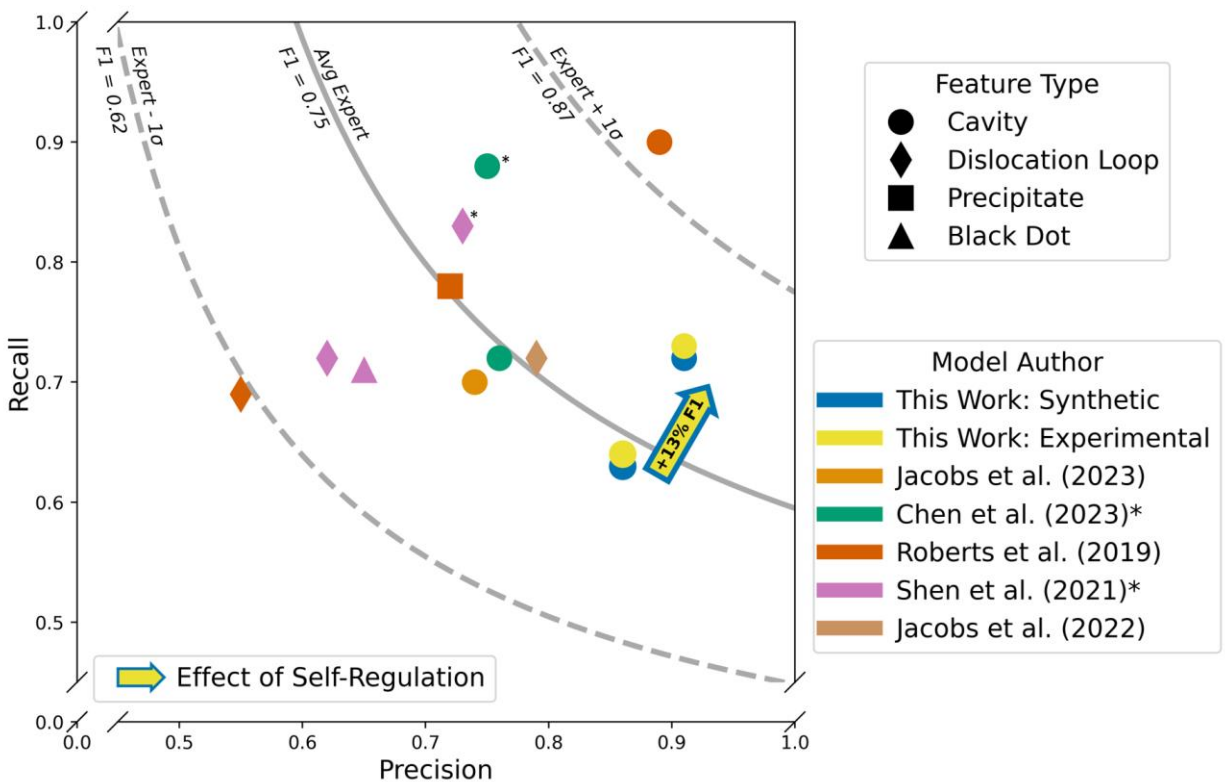 1.0
0.9
0.8
0.7
0.6
0.5
0.0
Recall
Expert - 1σ
F1 = 0.62
Avg Expert
F1 = 0.75
Expert + 1σ
F1 = 0.87
*
*
+13% F1
Effect of Self-Regulation
0.0
0.5
0.6
0.7
0.8
0.9
1.0
Precision
Feature Type
Cavity
Dislocation Loop
Precipitate
Black Dot
Model Author
This Work: Synthetic
This Work: Experimental
Jacobs et al. (2023)
Chen et al. (2023)*
Roberts et al. (2019)
Shen et al. (2021)*
Jacobs et al. (2022)